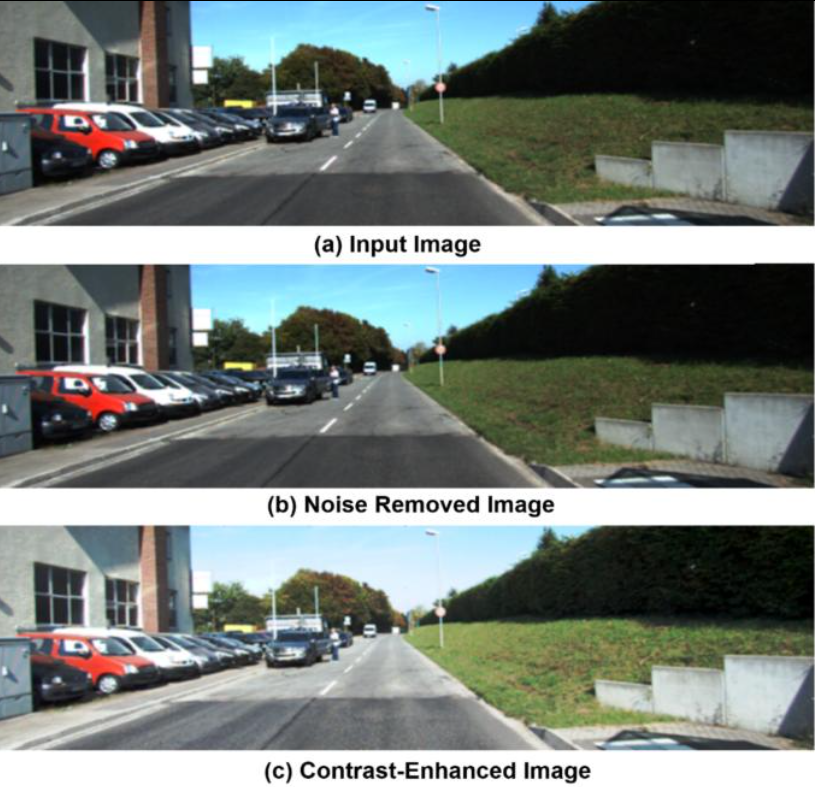 (a) Input Image
(b) Noise Removed Image
(c) Contrast-Enhanced Image